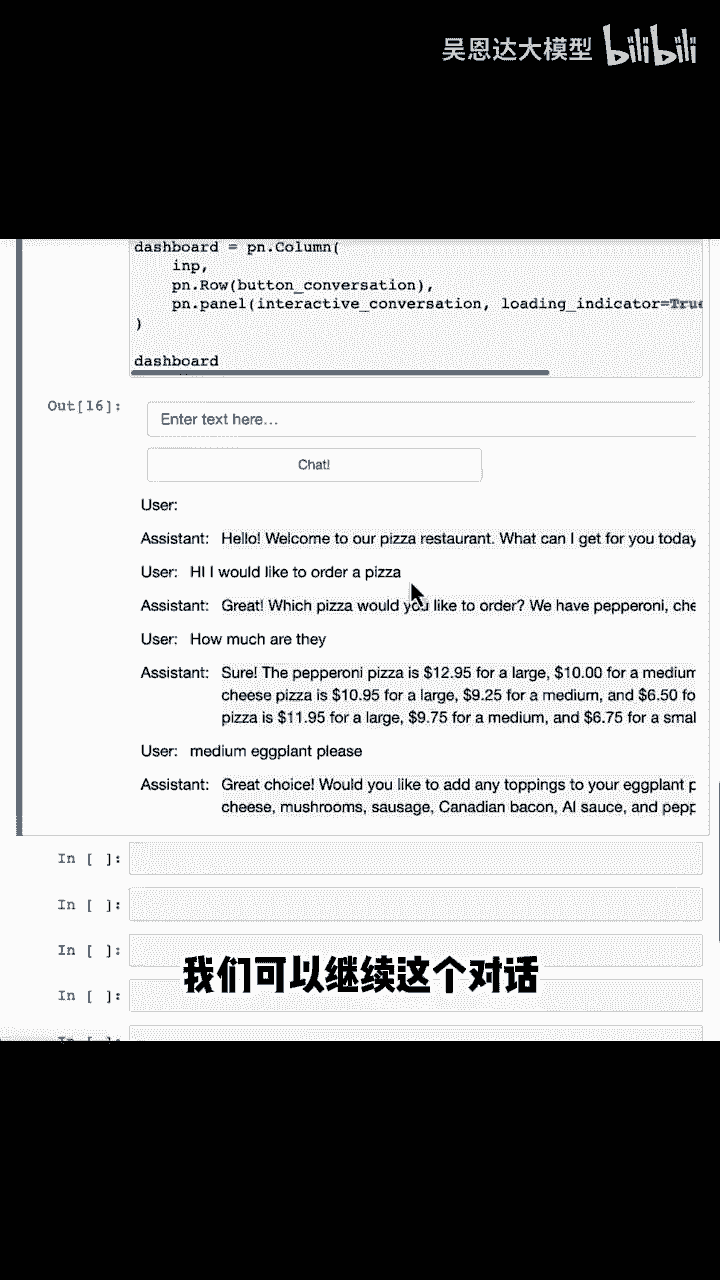 吴恩达大模型 bilibili
dashboard = pn.Column(
inp,
pn.Row(button_conversation),
pn.panel(interactive_conversation, loading_indicator=True
)
dashboard
Out[16]:
Enter text here…
Chat!
User:
Assistant: Hello! Welcome to our pizza restaurant. What can I get for you today
User: HI I would like to order a pizza
Assistant: Great! Which pizza would you like to order? We have pepperoni, che
User: How much are they
Assistant: Sure! The pepperoni pizza is $12.95 for a large, $10.00 for a medium
cheese pizza is $10.95 for a large, $9.25 for a medium, and $6.50 fo
pizza is $11.95 for a large, $9.75 for a medium, and $6.75 for a smal
User: medium eggplant please
Assistant: Great choice! Would you like to add any toppings to your eggplant p
cheese, mushrooms, sausage, Canadian bacon, AI sauce, and pepp
In [ ]:
In [ ]:
In [ ]:
我们可以继续这个对话
In [ ]: